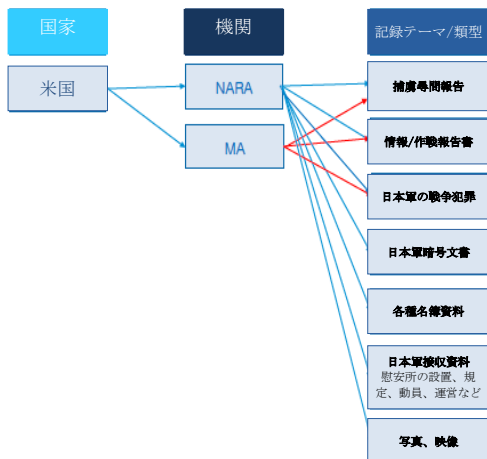 国家
機関
記録テーマ/類型
米国
NARA
MA
捕虜尋問報告
情報/作戦報告書
日本軍の戦争犯罪
日本軍暗号文書
各種名簿資料
日本軍接収資料
慰安所の設置、規
定、動員、運営など
写真、映像